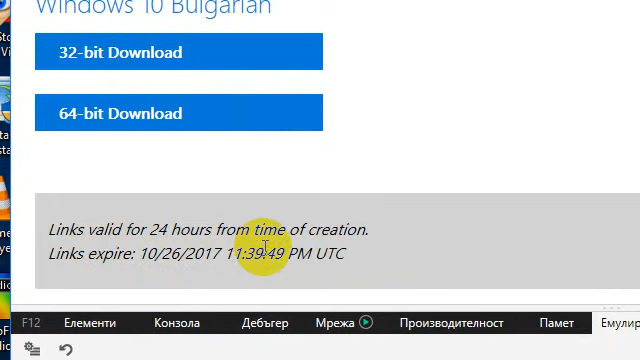 Windows 10 Bulgarian
32-bit Download
64-bit Download
Links valid for 24 hours from time of creation.
Links expire: 10/26/2017 11:39:49 PM UTC
F12 Елементи Конзола Дебъгер Мрежа Производителност Памет